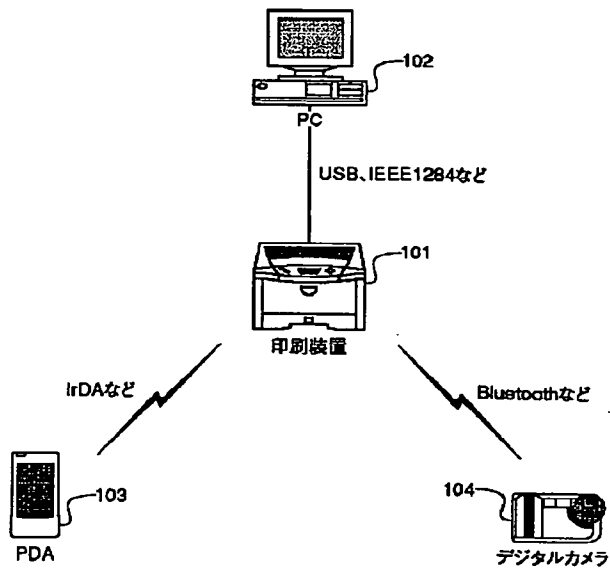 102
PC
USB、IEEE1284など
101
印刷装置
IrDAなど
Bluetoothなど
103
PDA
104
デジタルカメラ